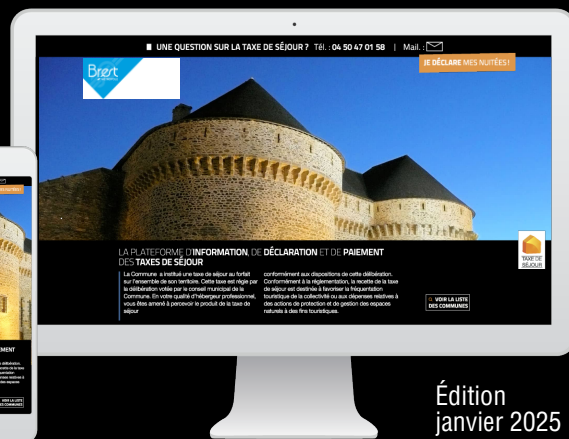 UNE QUESTION SUR LA TAXE DE SÉJOUR ? Tél. : 04 50 47 01 58 | Mail. :
JE DÉCLARE MES NUITÉES !
Brest
LA PLATEFORME D'INFORMATION, DE DÉCLARATION ET DE PAIEMENT
DES TAXES DE SÉJOUR
La Commune a institué une taxe de séjour au forfait
sur l'ensemble de son territoire. Cette taxe est régie par
la délibération votée par le conseil municipal de la
Commune. En votre qualité d'hébergeur professionnel,
vous êtes amené à percevoir le produit de la taxe de
séjour
conformément aux dispositions de cette délibération.
Conformément à la réglementation, la recette de la taxe
de séjour est destinée à favoriser la fréquentation
touristique de la collectivité ou aux dépenses relatives à
des actions de protection et de gestion des espaces
naturels à des fins touristiques.
TAXE DE
SÉJOUR
VOIR LA LISTE
DES COMMUNES
Édition
janvier 2025